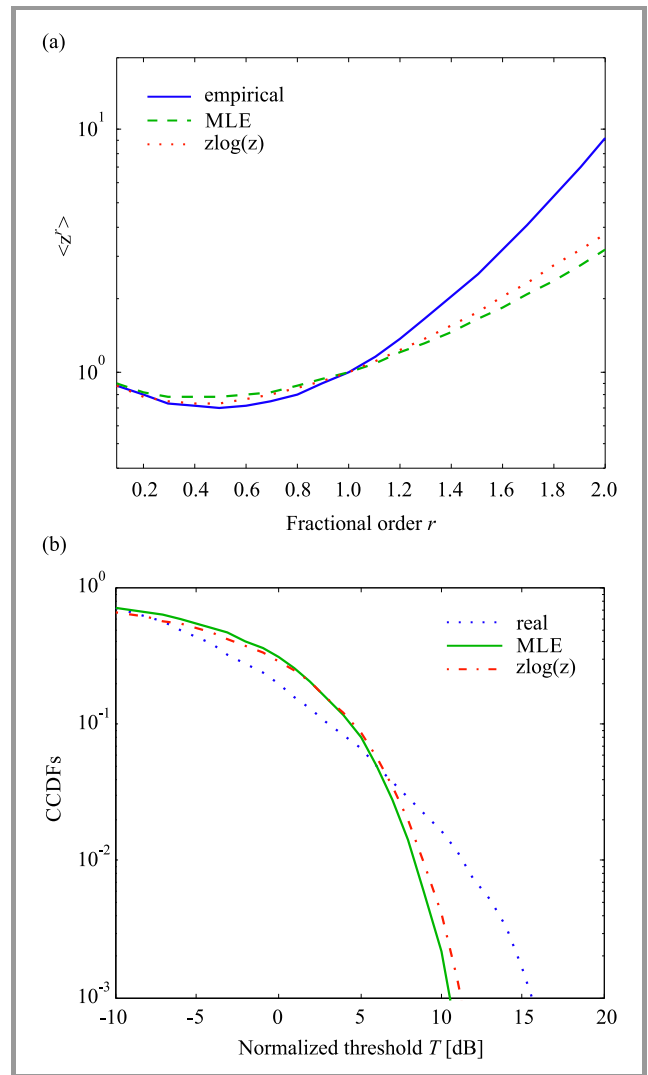 (a)
empirical
MLE
zlog(z)
10^1
10^0
<z^r>
0.2 0.4 0.6 0.8 1.0 1.2 1.4 1.6 1.8 2.0
Fractional order r
(b)
real
MLE
zlog(z)
10^0
10^-1
10^-2
10^-3
CCDFs
-10 -5 0 5 10 15 20
Normalized threshold T [dB]